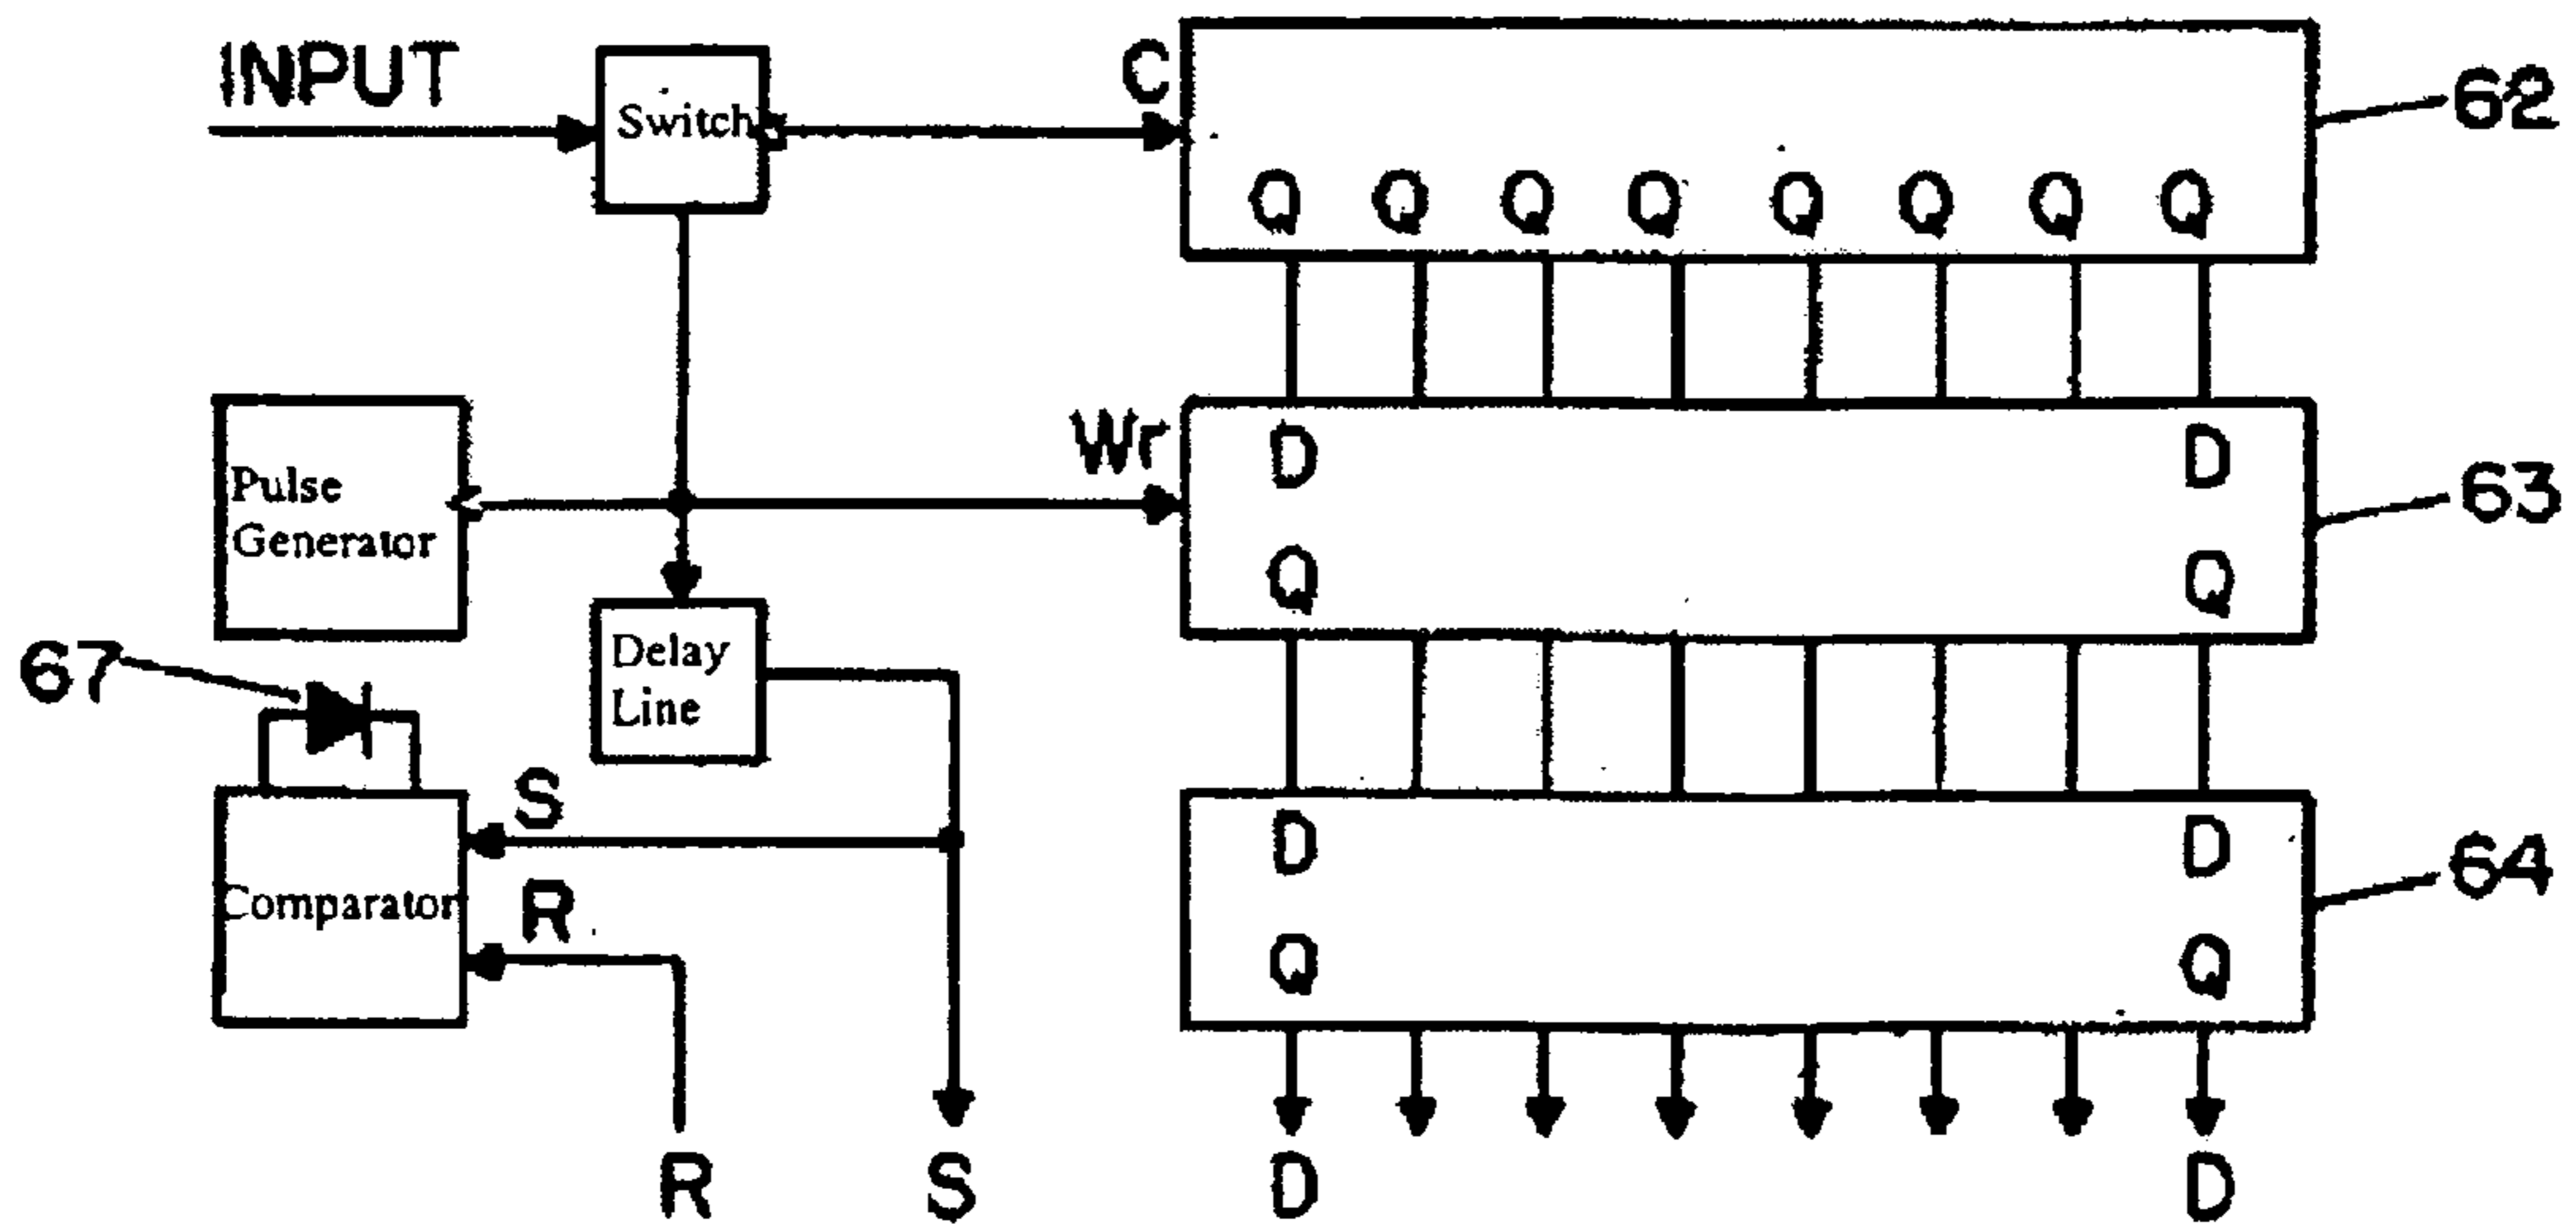 INPUT
Switch
C
62
Q Q Q Q Q Q Q Q
Pulse
Generator
Wr
D D
63
Q Q
67
Delay
Line
S
Comparator
R
D D
64
Q Q
R
S
D
D